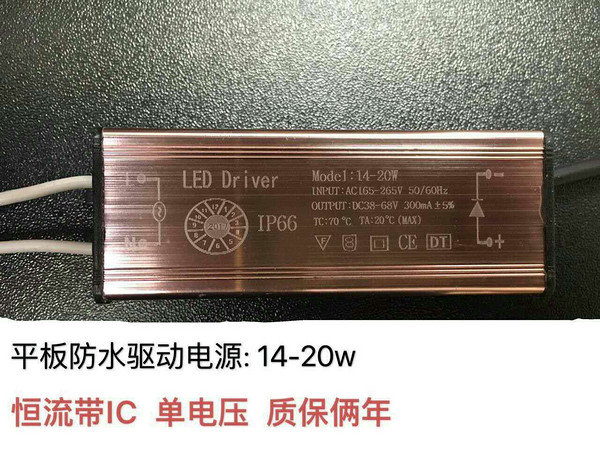 L
LED Driver
Model:14-20W
INPUT:AC165-265V 50/60Hz
OUTPUT:DC38-68V 300mA±5%
N
IP66
TC:70℃ TA:20℃ (MAX)
F CE DT
- +
平板防水驱动电源: 14-20w
恒流带IC 单电压 质保俩年